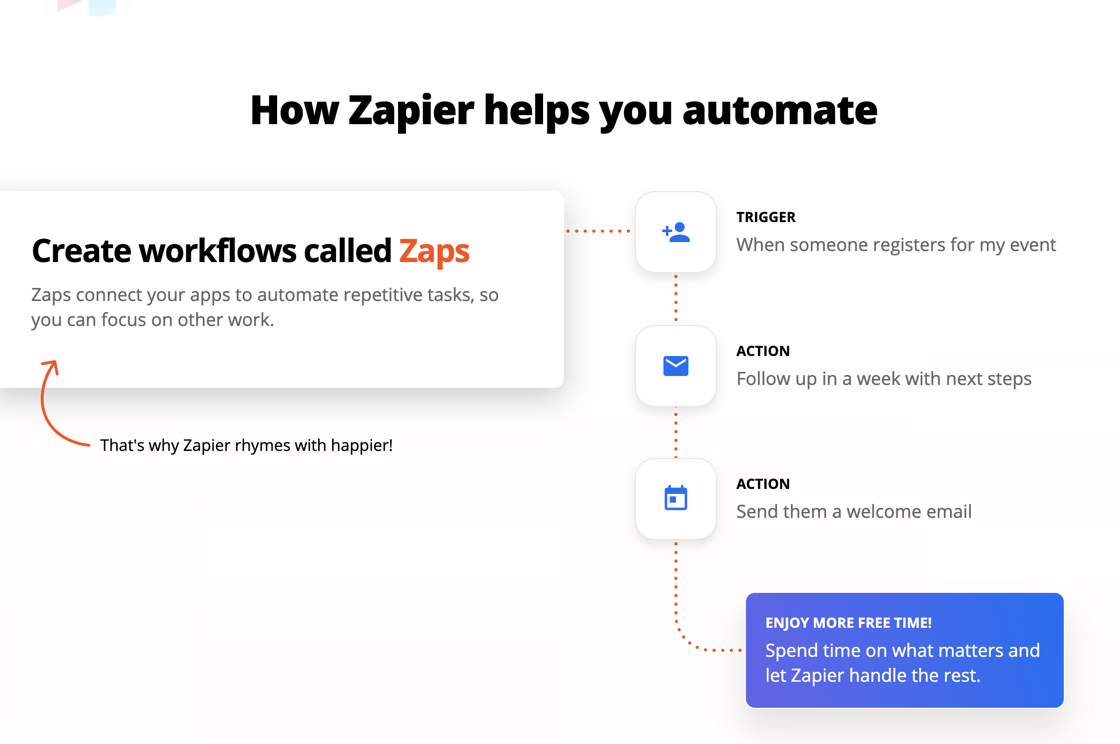 How Zapier helps you automate
Create workflows called Zaps
Zaps connect your apps to automate repetitive tasks, so
you can focus on other work.
That's why Zapier rhymes with happier!
TRIGGER
When someone registers for my event
ACTION
Follow up in a week with next steps
ACTION
Send them a welcome email
ENJOY MORE FREE TIME!
Spend time on what matters and
let Zapier handle the rest.